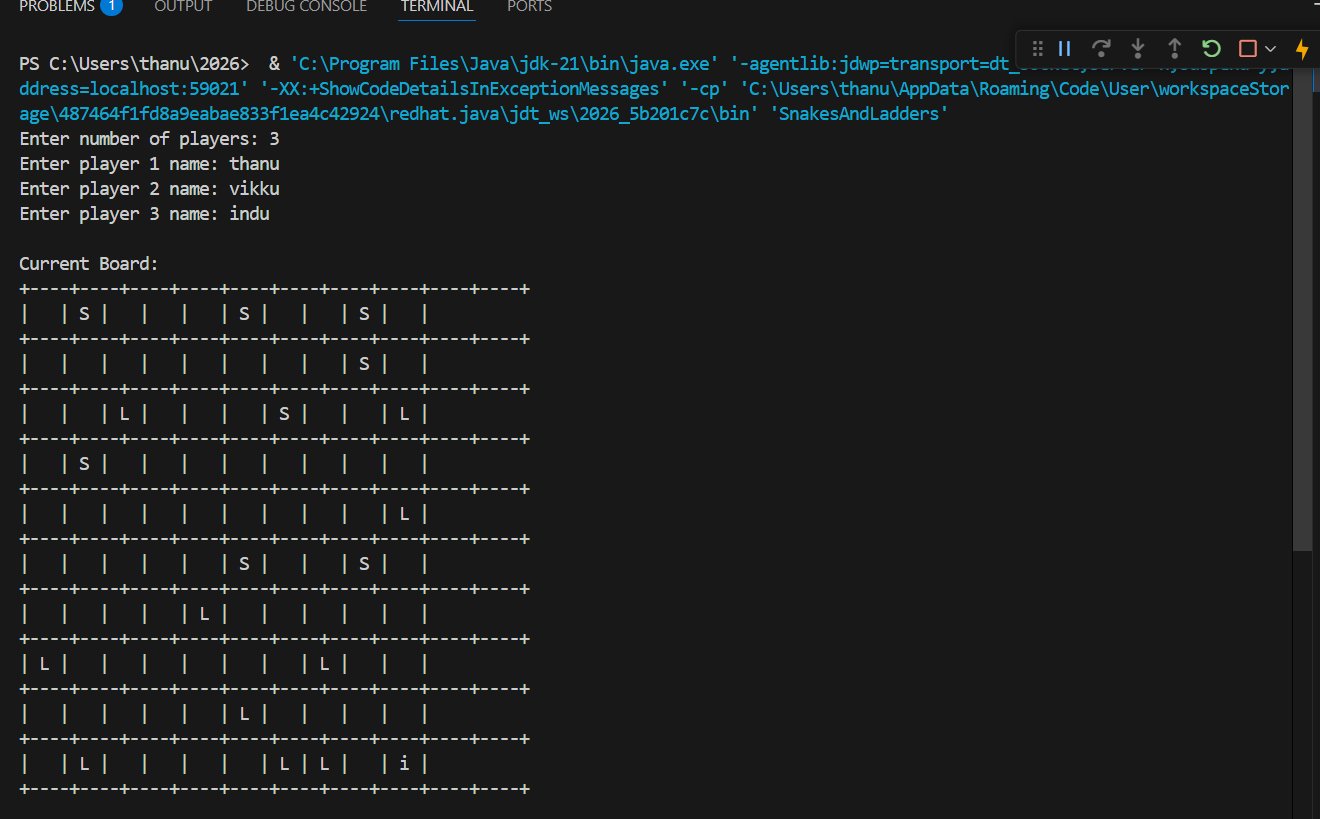 PROBLEMS 1 OUTPUT DEBUG CONSOLE TERMINAL PORTS
PS C:\Users\thanu\2026>  & 'C:\Program Files\Java\jdk-21\bin\java.exe' '-agentlib:jdwp=transport=dt_
ddress=localhost:59021' '-XX:+ShowCodeDetailsInExceptionMessages' '-cp' 'C:\Users\thanu\AppData\Roaming\Code\User\workspaceStor
age\487464f1fd8a9eabae833f1ea4c42924\redhat.java\jdt_ws\2026_5b201c7c\bin' 'SnakesAndLadders'
Enter number of players: 3
Enter player 1 name: thanu
Enter player 2 name: vikku
Enter player 3 name: indu
Current Board:
+----+----+----+----+----+----+----+----+----+----+
|   | S |   |   |   | S |   |   | S |   |
+----+----+----+----+----+----+----+----+----+----+
|   |   |   |   |   |   |   |   | S |   |
+----+----+----+----+----+----+----+----+----+----+
|   |   | L |   |   |   | S |   |   | L |
+----+----+----+----+----+----+----+----+----+----+
|   | S |   |   |   |   |   |   |   |   |
+----+----+----+----+----+----+----+----+----+----+
|   |   |   |   |   |   |   |   |   | L |
+----+----+----+----+----+----+----+----+----+----+
|   |   |   |   |   | S |   |   | S |   |
+----+----+----+----+----+----+----+----+----+----+
|   |   |   |   | L |   |   |   |   |   |
+----+----+----+----+----+----+----+----+----+----+
| L |   |   |   |   |   |   | L |   |   |
+----+----+----+----+----+----+----+----+----+----+
|   |   |   |   |   | L |   |   |   |   |
+----+----+----+----+----+----+----+----+----+----+
|   | L |   |   |   |   | L | L |   | i |
+----+----+----+----+----+----+----+----+----+----+